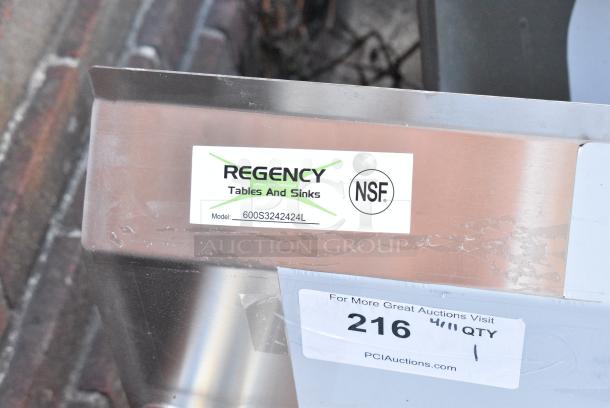 REGENCY
Tables And Sinks
Model: 600S3242424L
NSF®
PCI
AUCTION GROUP
For More Great Auctions Visit
216 4/11 QTY
1
PCIAuctions.com